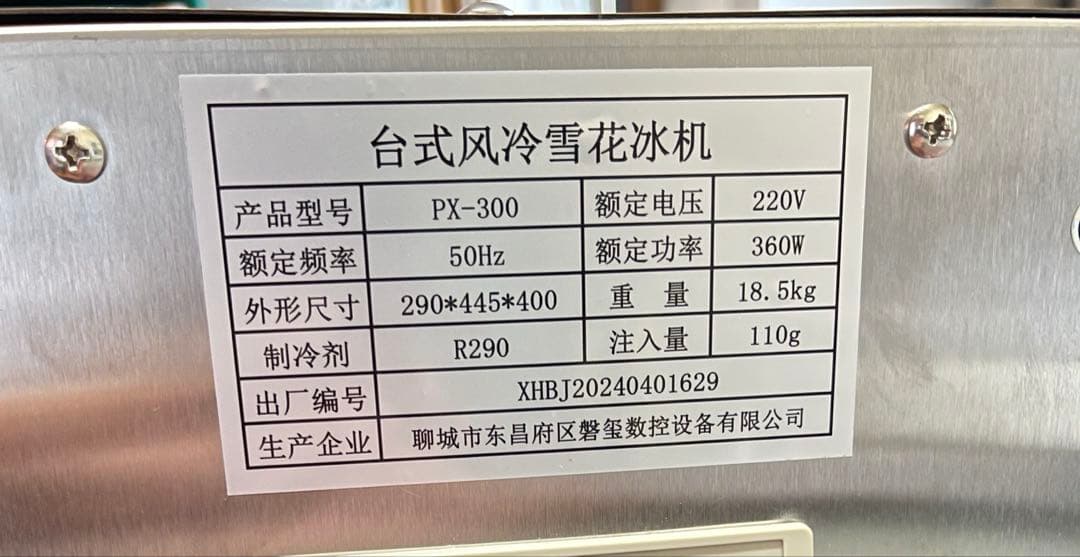 台式风冷雪花冰机
产品型号 PX-300 额定电压 220V
额定频率 50Hz 额定功率 360W
外形尺寸 290*445*400 重 量 18.5kg
制冷剂 R290 注入量 110g
出厂编号 XHBJ20240401629
生产企业 聊城市东昌府区磐玺数控设备有限公司